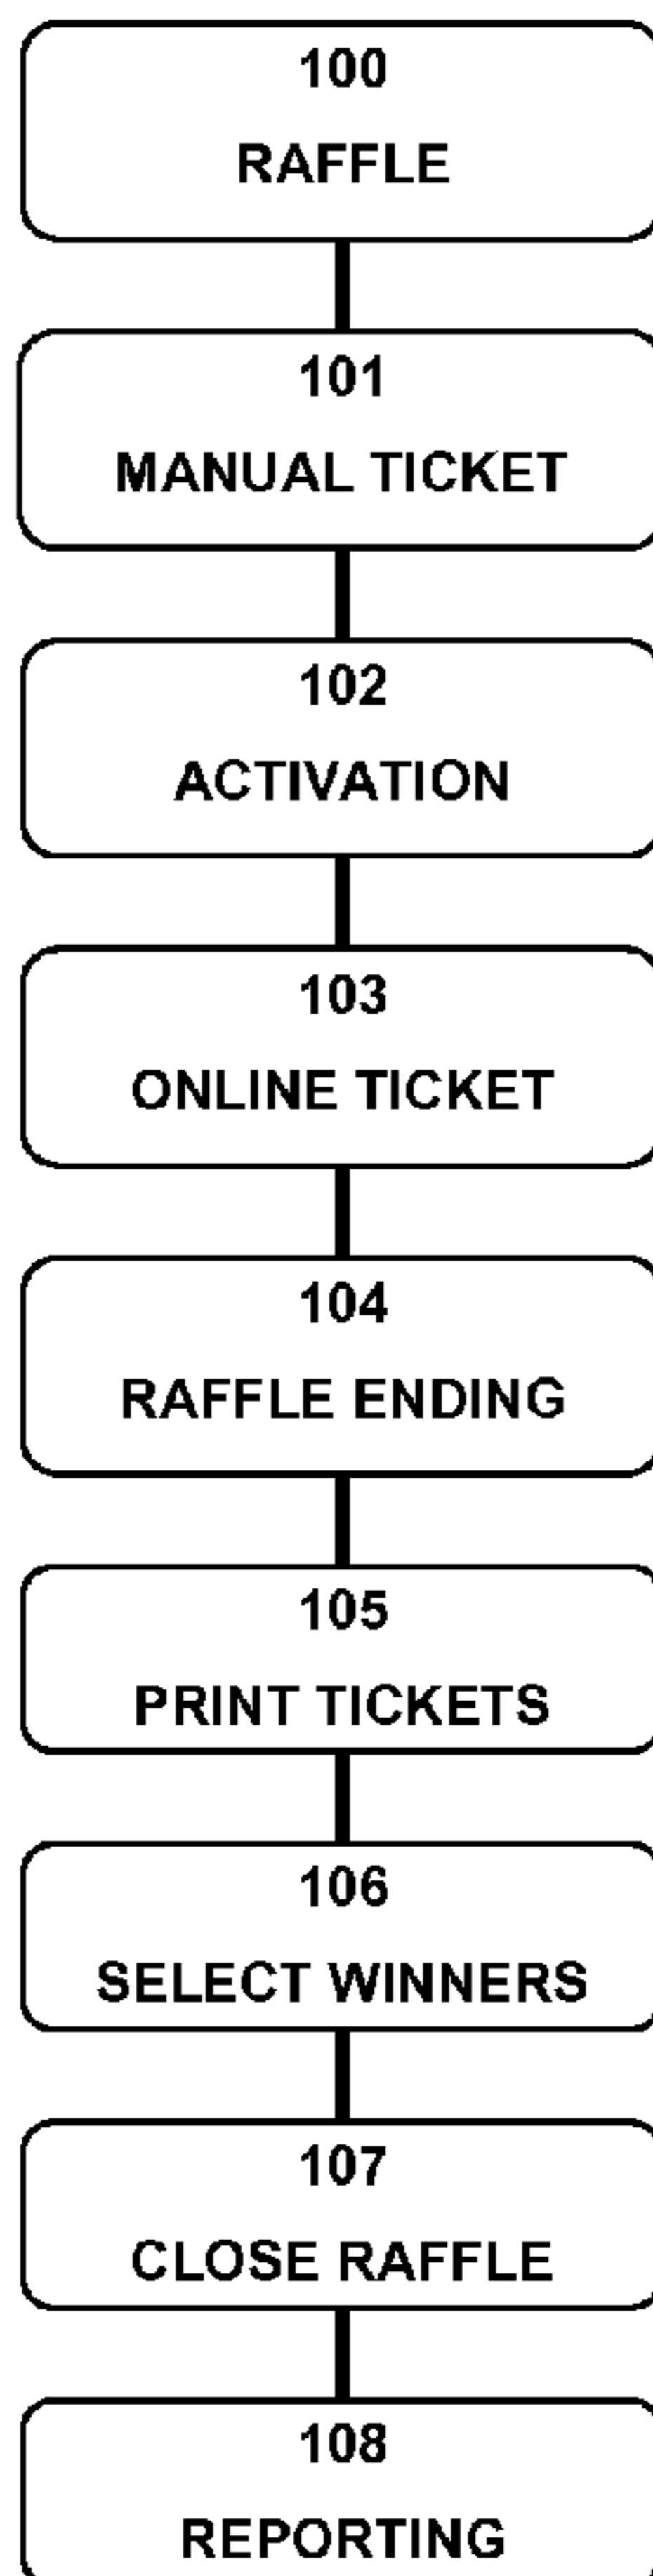 100
RAFFLE
101
MANUAL TICKET
102
ACTIVATION
103
ONLINE TICKET
104
RAFFLE ENDING
105
PRINT TICKETS
106
SELECT WINNERS
107
CLOSE RAFFLE
108
REPORTING